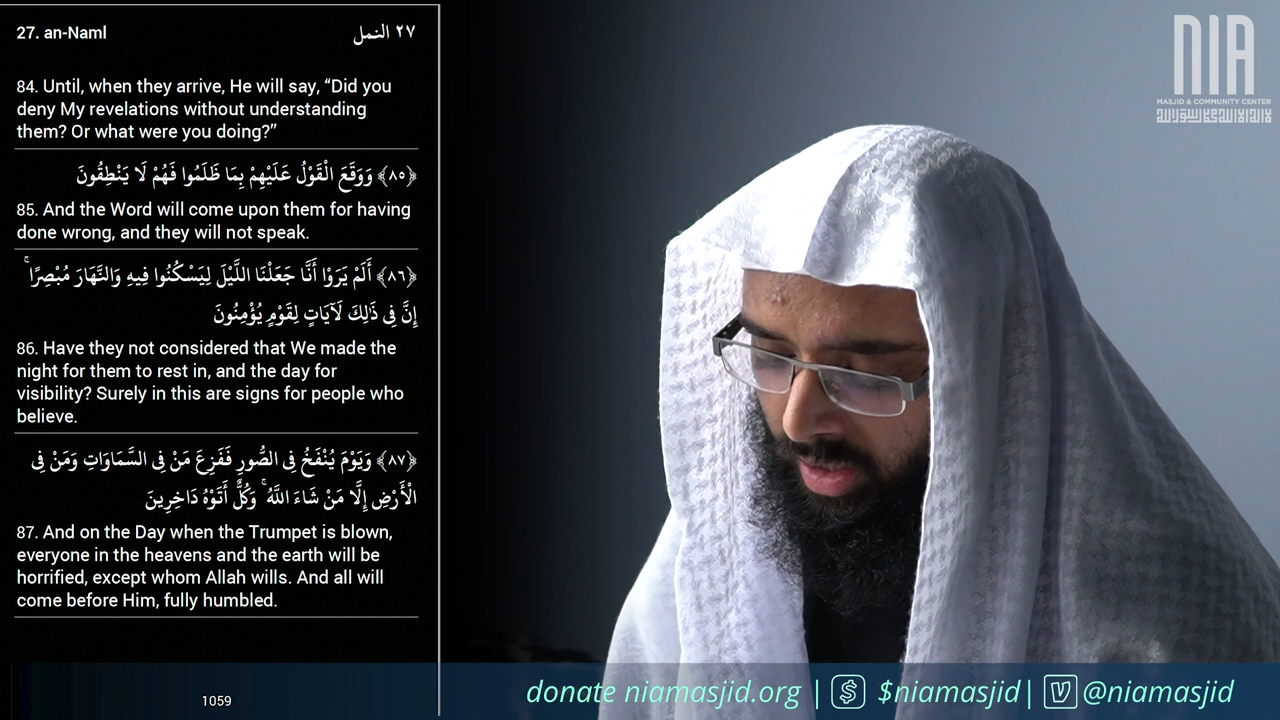 27. an-Naml
٢٧ النمل
84. Until, when they arrive, He will say, “Did you
deny My revelations without understanding
them? Or what were you doing?”
﴿٨٥﴾ وَوَقَعَ الْقَوْلُ عَلَيْهِمْ بِمَا ظَلَمُوا فَهُمْ لَا يَنْطِقُونَ
85. And the Word will come upon them for having
done wrong, and they will not speak.
﴿٨٦﴾ أَلَمْ يَرَوْا أَنَّا جَعَلْنَا اللَّيْلَ لِيَسْكُنُوا فِيهِ وَالنَّهَارَ مُبْصِرًا ۚ
إِنَّ فِي ذَلِكَ لَآيَاتٍ لِقَوْمٍ يُؤْمِنُونَ
86. Have they not considered that We made the
night for them to rest in, and the day for
visibility? Surely in this are signs for people who
believe.
﴿٨٧﴾ وَيَوْمَ يُنْفَخُ فِي الصُّورِ فَفَزِعَ مَنْ فِي السَّمَاوَاتِ وَمَنْ فِي
الْأَرْضِ إِلَّا مَنْ شَاءَ اللَّهُ ۚ وَكُلٌّ أَتَوْهُ دَاخِرِينَ
87. And on the Day when the Trumpet is blown,
everyone in the heavens and the earth will be
horrified, except whom Allah wills. And all will
come before Him, fully humbled.
1059
NIA
MASJID & COMMUNITY CENTER
donate niamasjid.org | $ $niamasjid | V @niamasjid